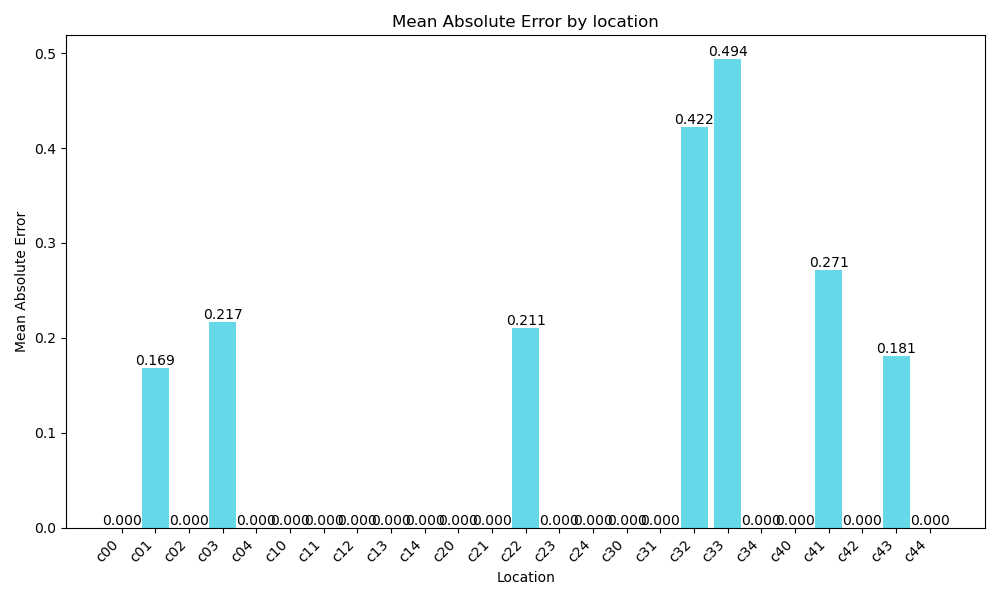 Mean Absolute Error by location
Mean Absolute Error
0.5
0.4
0.3
0.2
0.1
0.0
0.000
0.169
0.000
0.217
0.000
0.000
0.000
0.000
0.000
0.000
0.000
0.000
0.211
0.000
0.000
0.000
0.000
0.422
0.494
0.000
0.000
0.271
0.000
0.181
0.000
c00
c01
c02
c03
c04
c10
c11
c12
c13
c14
c20
c21
c22
c23
c24
c30
c31
c32
c33
c34
c40
c41
c42
c43
c44
Location